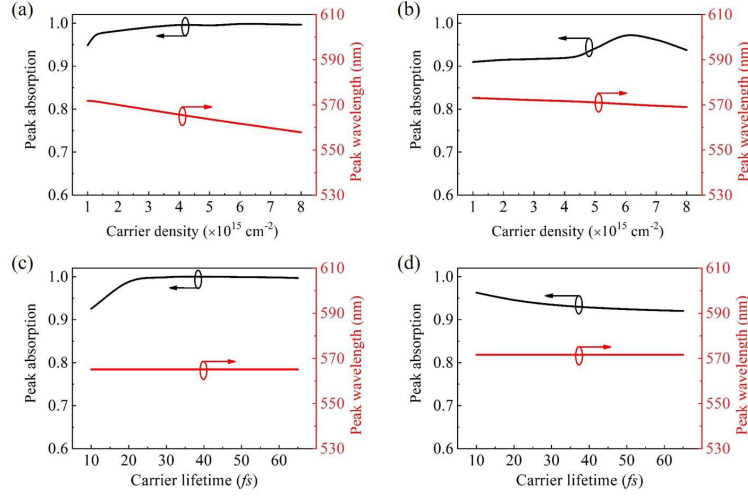 (a)
1.0
0.9
0.8
0.7
0.6
Peak absorption
610
590
570
550
530
Peak wavelength (nm)
1 2 3 4 5 6 7 8
Carrier density (×10¹⁵ cm⁻²)
(b)
1.0
0.9
0.8
0.7
0.6
Peak absorption
610
590
570
550
530
Peak wavelength (nm)
1 2 3 4 5 6 7 8
Carrier density (×10¹⁵ cm⁻²)
(c)
1.0
0.9
0.8
0.7
0.6
Peak absorption
610
590
570
550
530
Peak wavelength (nm)
10 20 30 40 50 60
Carrier lifetime (fs)
(d)
1.0
0.9
0.8
0.7
0.6
Peak absorption
610
590
570
550
530
Peak wavelength (nm)
10 20 30 40 50 60
Carrier lifetime (fs)